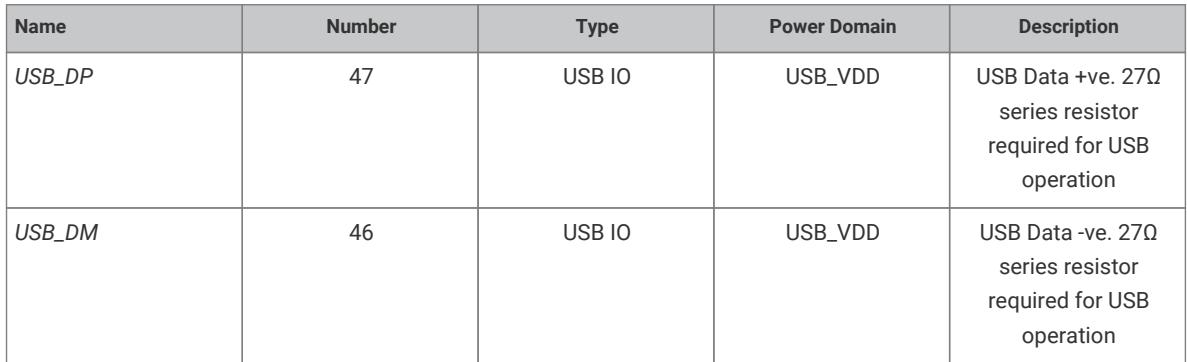 Name Number Type Power Domain Description
USB_DP 47 USB IO USB_VDD USB Data +ve. 27Ω
series resistor
required for USB
operation
USB_DM 46 USB IO USB_VDD USB Data -ve. 27Ω
series resistor
required for USB
operation